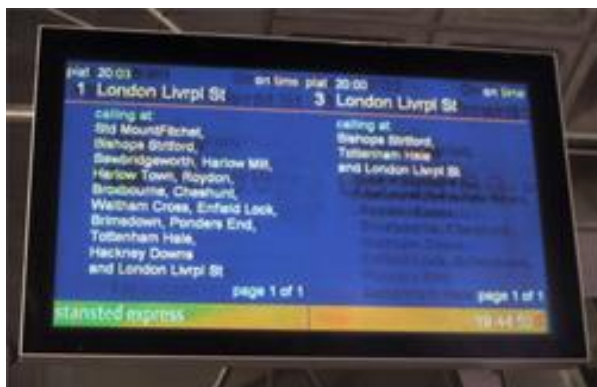 plat 20:03 on time
1 London Livrpl St
calling at
Std MountFitchet,
Bishops Strtford,
Sawbridgeworth, Harlow Mill,
Harlow Town, Roydon,
Broxbourne, Cheshunt,
Waltham Cross, Enfield Lock,
Brimsdown, Ponders End,
Tottenham Hale,
Hackney Downs
and London Livrpl St
page 1 of 1
plat 20:00 on time
3 London Livrpl St
calling at
Bishops Strtford,
Tottenham Hale
and London Livrpl St
page 1 of 1
stansted express